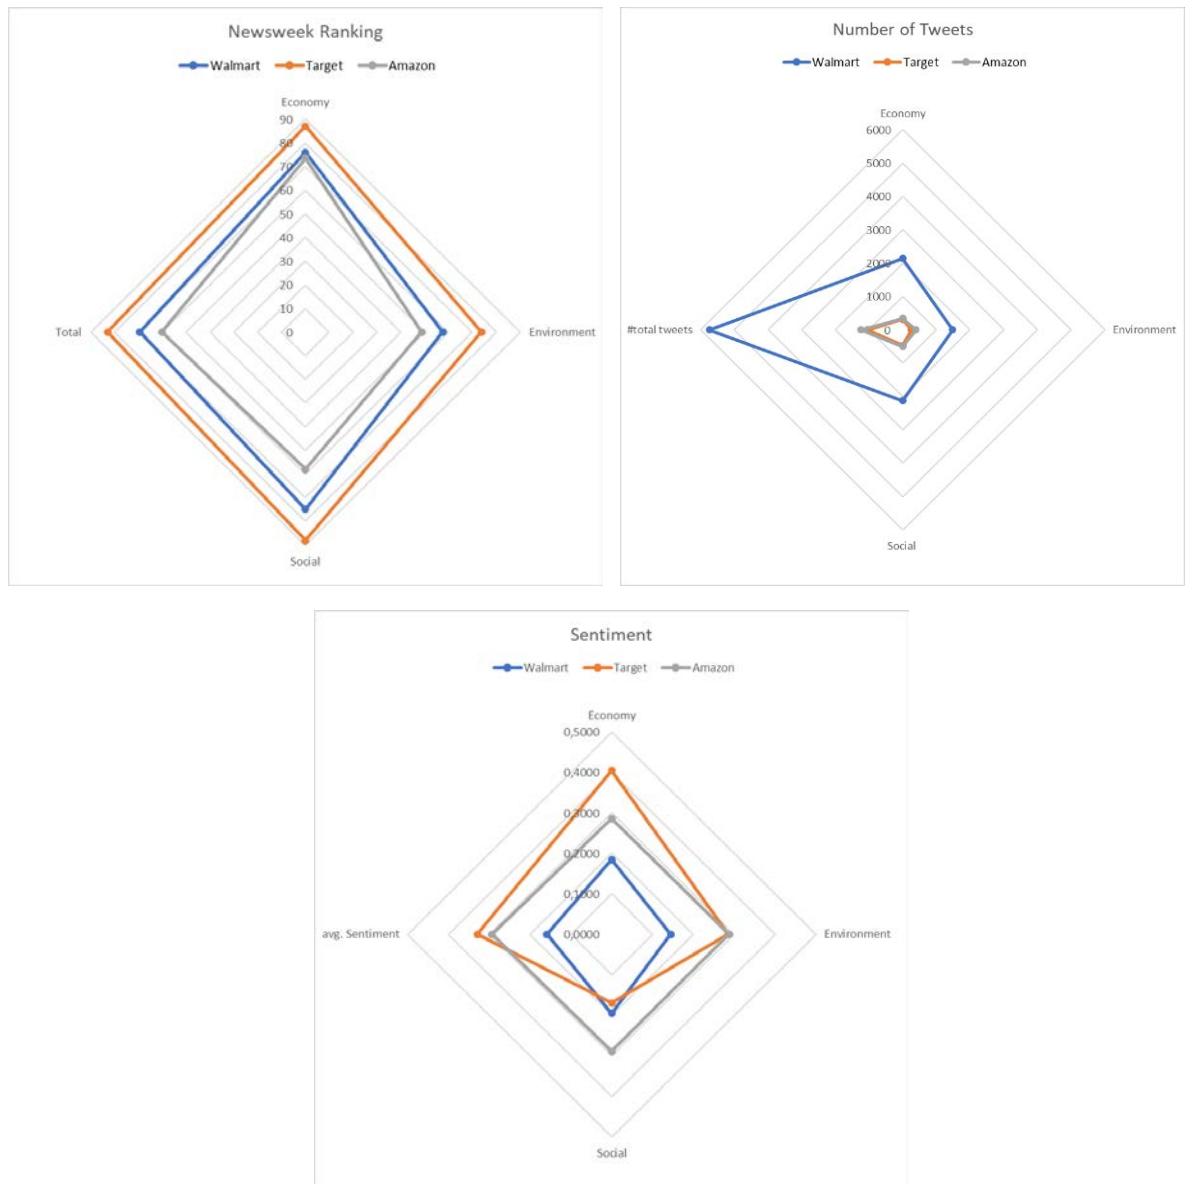 Newsweek Ranking
Walmart Target Amazon
Economy
90
80
70
60
50
40
30
20
10
0
Total
Environment
Social
Number of Tweets
Walmart Target Amazon
Economy
6000
5000
4000
3000
2000
1000
0
#total tweets
Environment
Social
Sentiment
Walmart Target Amazon
Economy
0,5000
0,4000
0,3000
0,2000
0,1000
0,0000
avg. Sentiment
Environment
Social